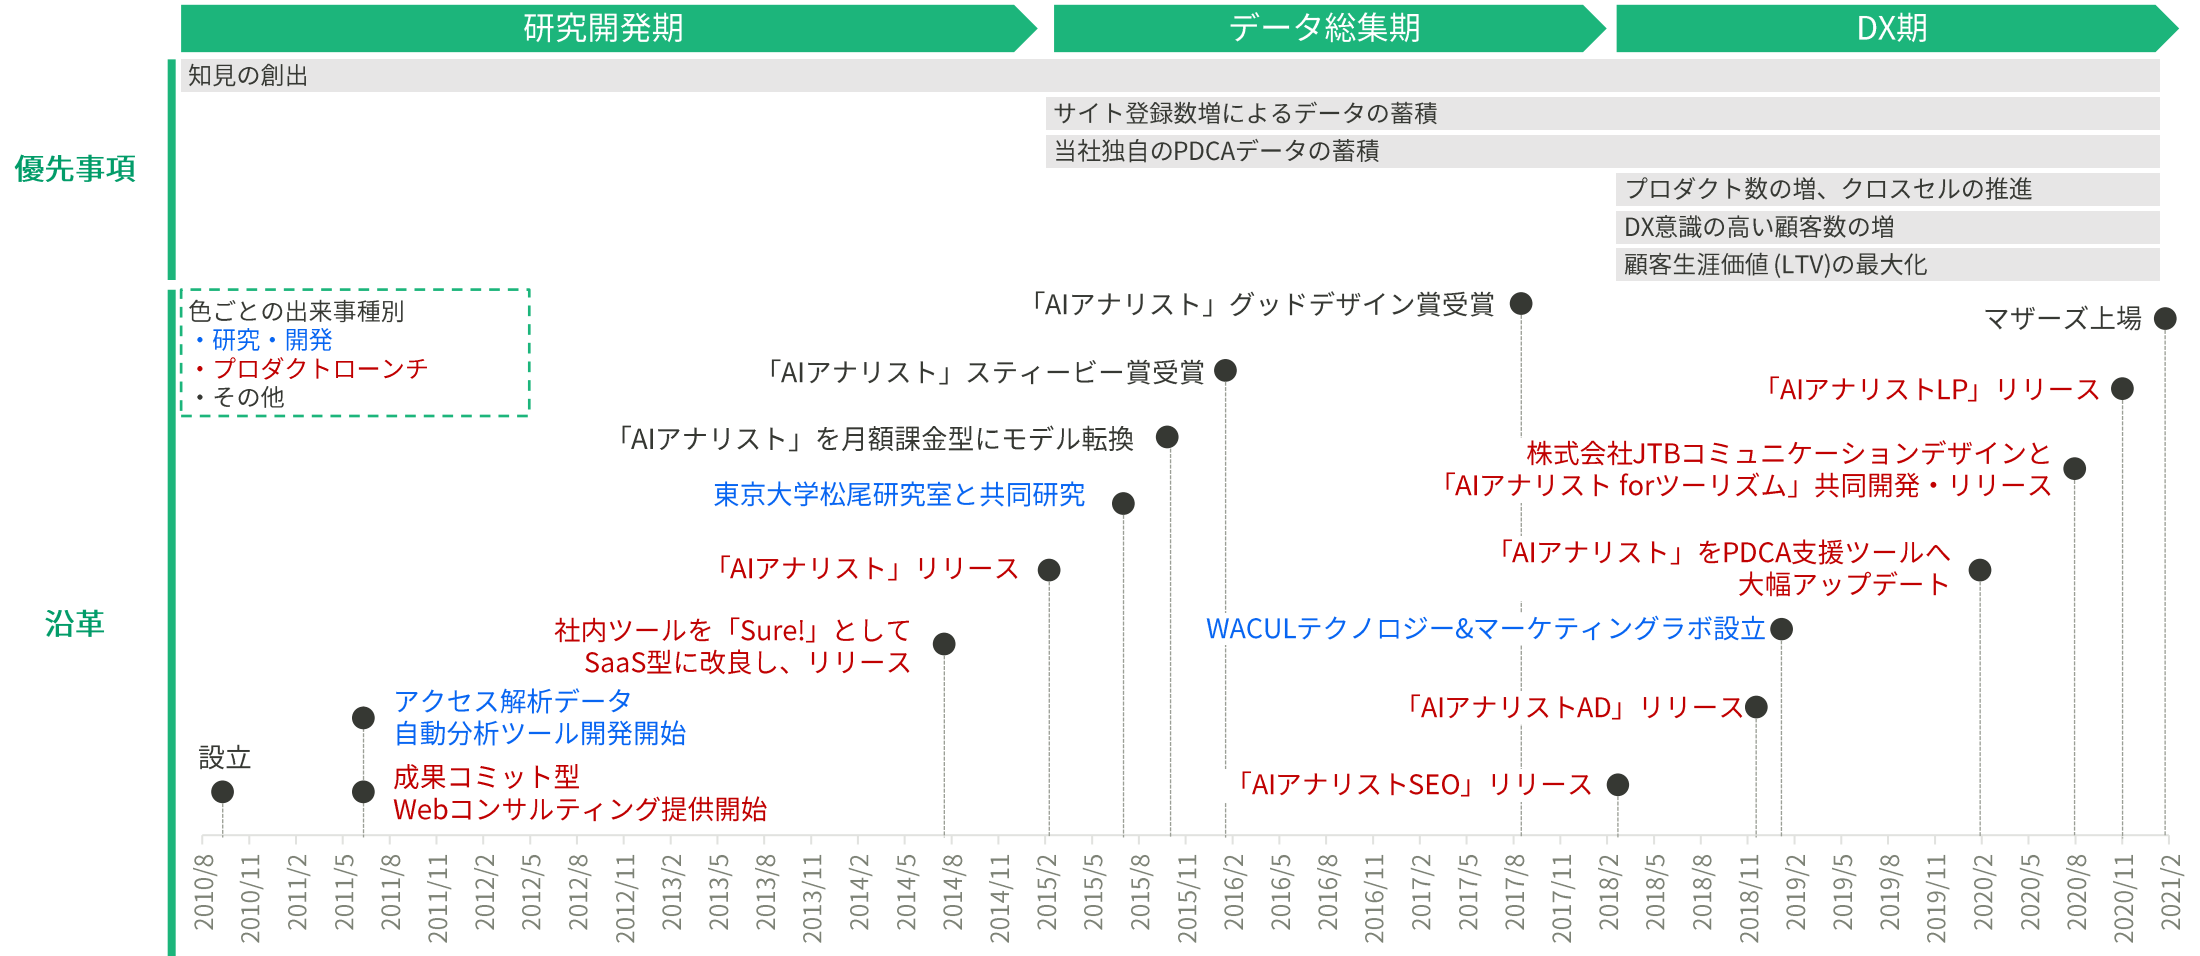 研究開発期
データ総集期
DX期
優先事項
知見の創出
サイト登録数増によるデータの蓄積
当社独自のPDCAデータの蓄積
プロダクト数の増、クロスセルの推進
DX意識の高い顧客数の増
顧客生涯価値 (LTV)の最大化
沿革
色ごとの出来事種別
・研究・開発
・プロダクトローンチ
・その他
「AIアナリスト」グッドデザイン賞受賞
マザーズ上場
「AIアナリスト」スティービー賞受賞
「AIアナリストLP」リリース
「AIアナリスト」を月額課金型にモデル転換
株式会社JTBコミュニケーションデザインと
「AIアナリスト forツーリズム」共同開発・リリース
東京大学松尾研究室と共同研究
「AIアナリスト」リリース
「AIアナリスト」をPDCA支援ツールへ
大幅アップデート
社内ツールを「Sure!」として
SaaS型に改良し、リリース
WACULテクノロジー&マーケティングラボ設立
アクセス解析データ
自動分析ツール開発開始
「AIアナリストAD」リリース
設立
成果コミット型
Webコンサルティング提供開始
「AIアナリストSEO」リリース
2010/8
2010/11
2011/2
2011/5
2011/8
2011/11
2012/2
2012/5
2012/8
2012/11
2013/2
2013/5
2013/8
2013/11
2014/2
2014/5
2014/8
2014/11
2015/2
2015/5
2015/8
2015/11
2016/2
2016/5
2016/8
2016/11
2017/2
2017/5
2017/8
2017/11
2018/2
2018/5
2018/8
2018/11
2019/2
2019/5
2019/8
2019/11
2020/2
2020/5
2020/8
2020/11
2021/2